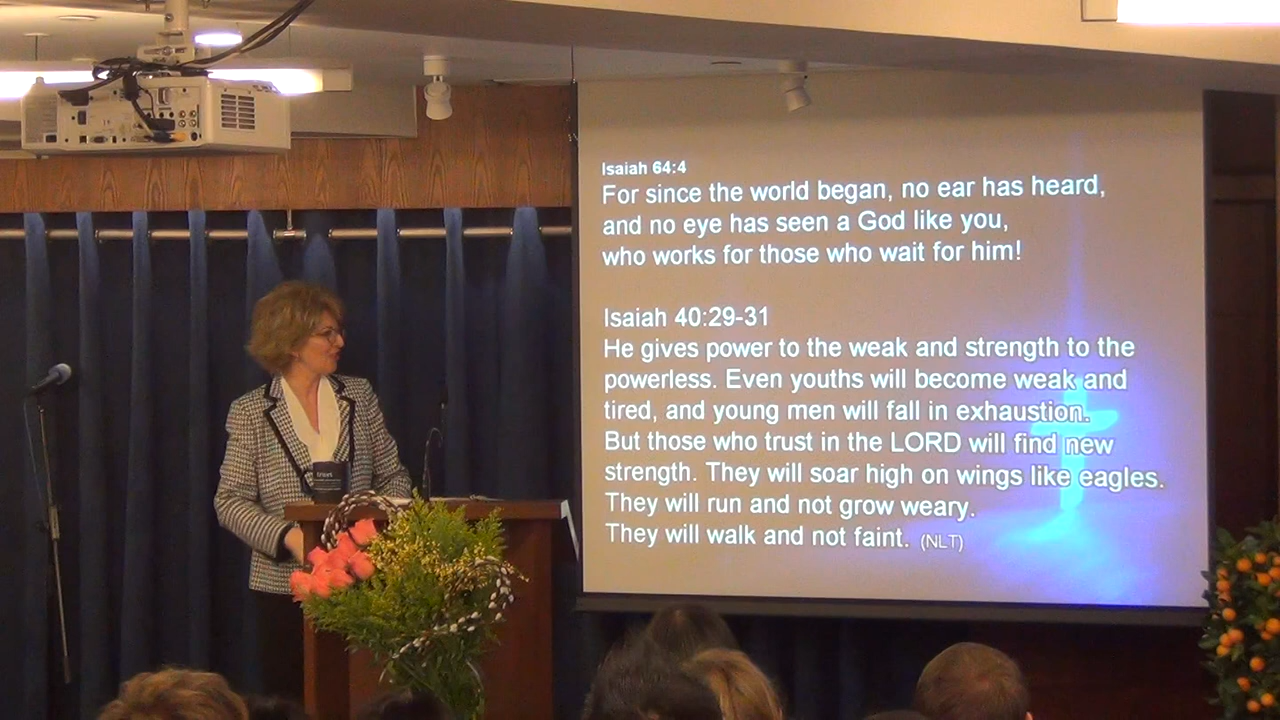 Isaiah 64:4
For since the world began, no ear has heard,
and no eye has seen a God like you,
who works for those who wait for him!
Isaiah 40:29-31
He gives power to the weak and strength to the
powerless. Even youths will become weak and
tired, and young men will fall in exhaustion.
But those who trust in the LORD will find new
strength. They will soar high on wings like eagles.
They will run and not grow weary.
They will walk and not faint. (NLT)